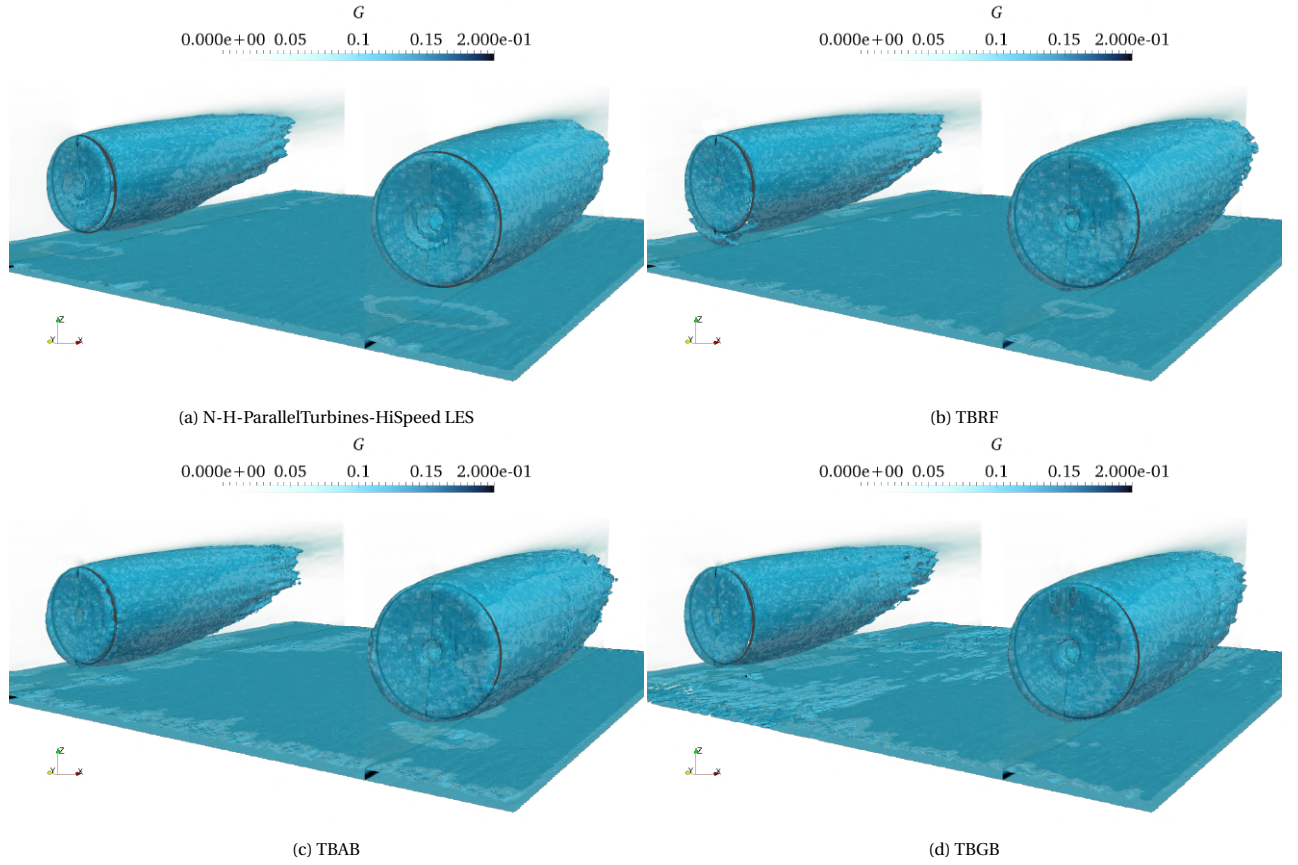 G
0.000e+00 0.05 0.1 0.15 2.000e-01
Z
Y X
(a) N-H-ParallelTurbines-HiSpeed LES
G
0.000e+00 0.05 0.1 0.15 2.000e-01
Z
Y X
(b) TBRF
G
0.000e+00 0.05 0.1 0.15 2.000e-01
Z
Y X
(c) TBAB
G
0.000e+00 0.05 0.1 0.15 2.000e-01
Z
Y X
(d) TBGB